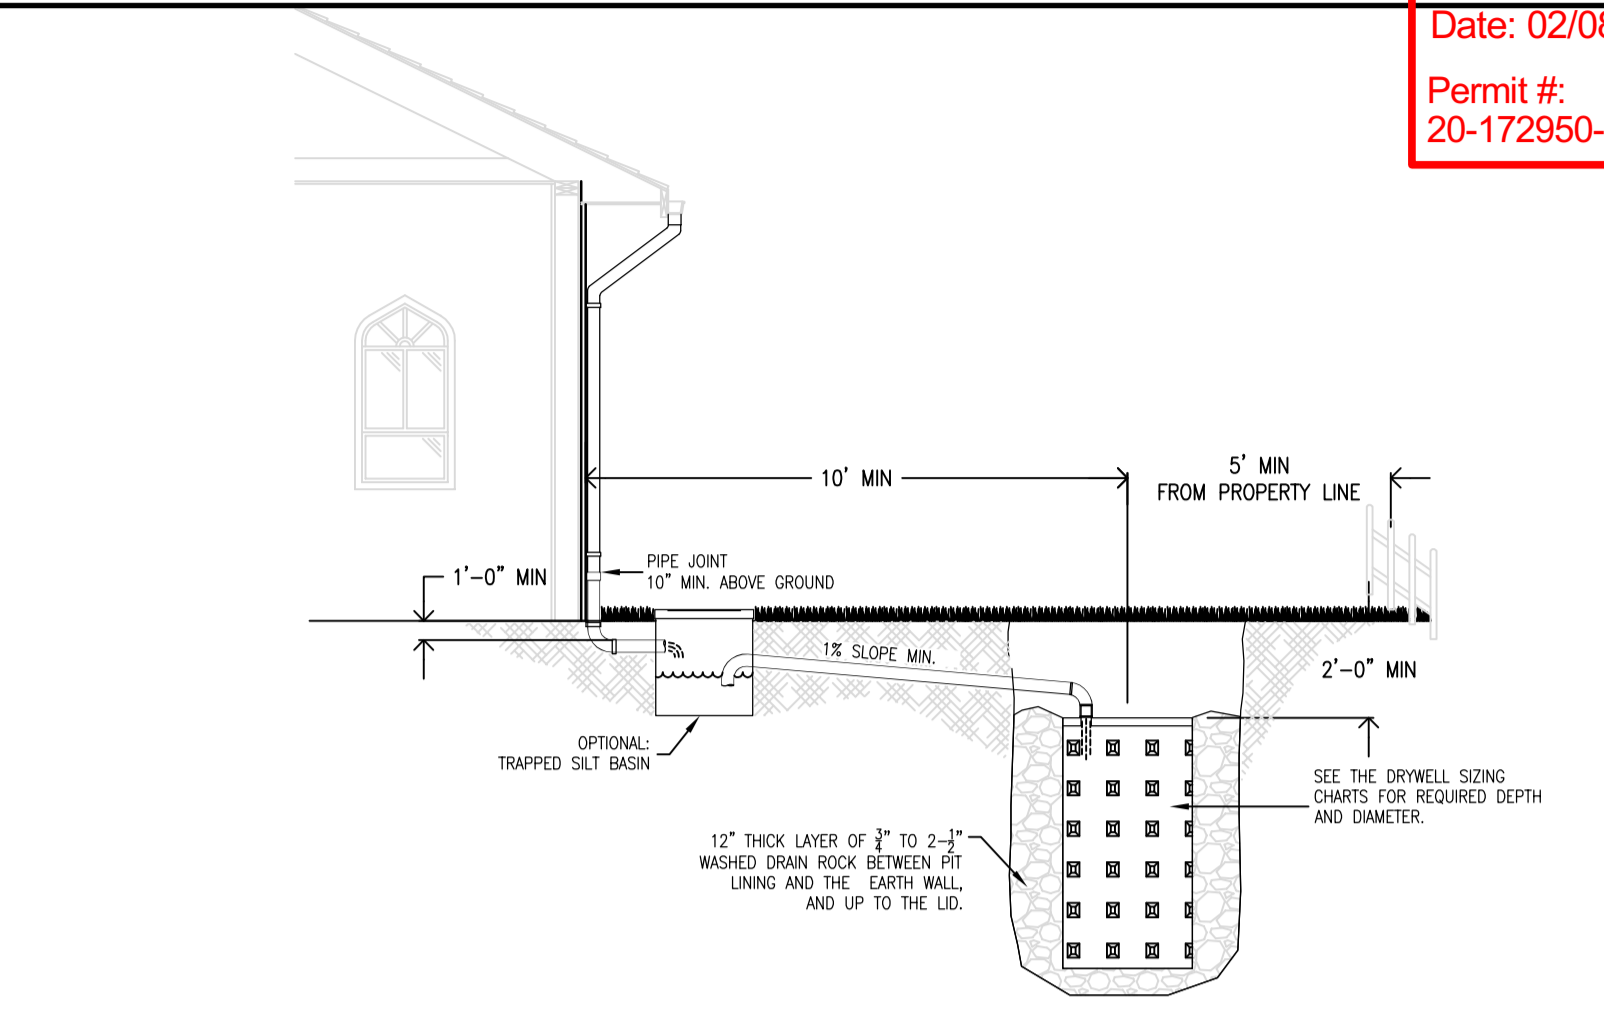 Date: 02/08
Permit #:
20-172950-
10' MIN
5' MIN
FROM PROPERTY LINE
PIPE JOINT
10" MIN. ABOVE GROUND
1'-0" MIN
1% SLOPE MIN.
2'-0" MIN
OPTIONAL:
TRAPPED SILT BASIN
SEE THE DRYWELL SIZING
CHARTS FOR REQUIRED DEPTH
AND DIAMETER.
12" THICK LAYER OF 3/4" TO 2-1/2"
WASHED DRAIN ROCK BETWEEN PIT
LINING AND THE EARTH WALL,
AND UP TO THE LID.